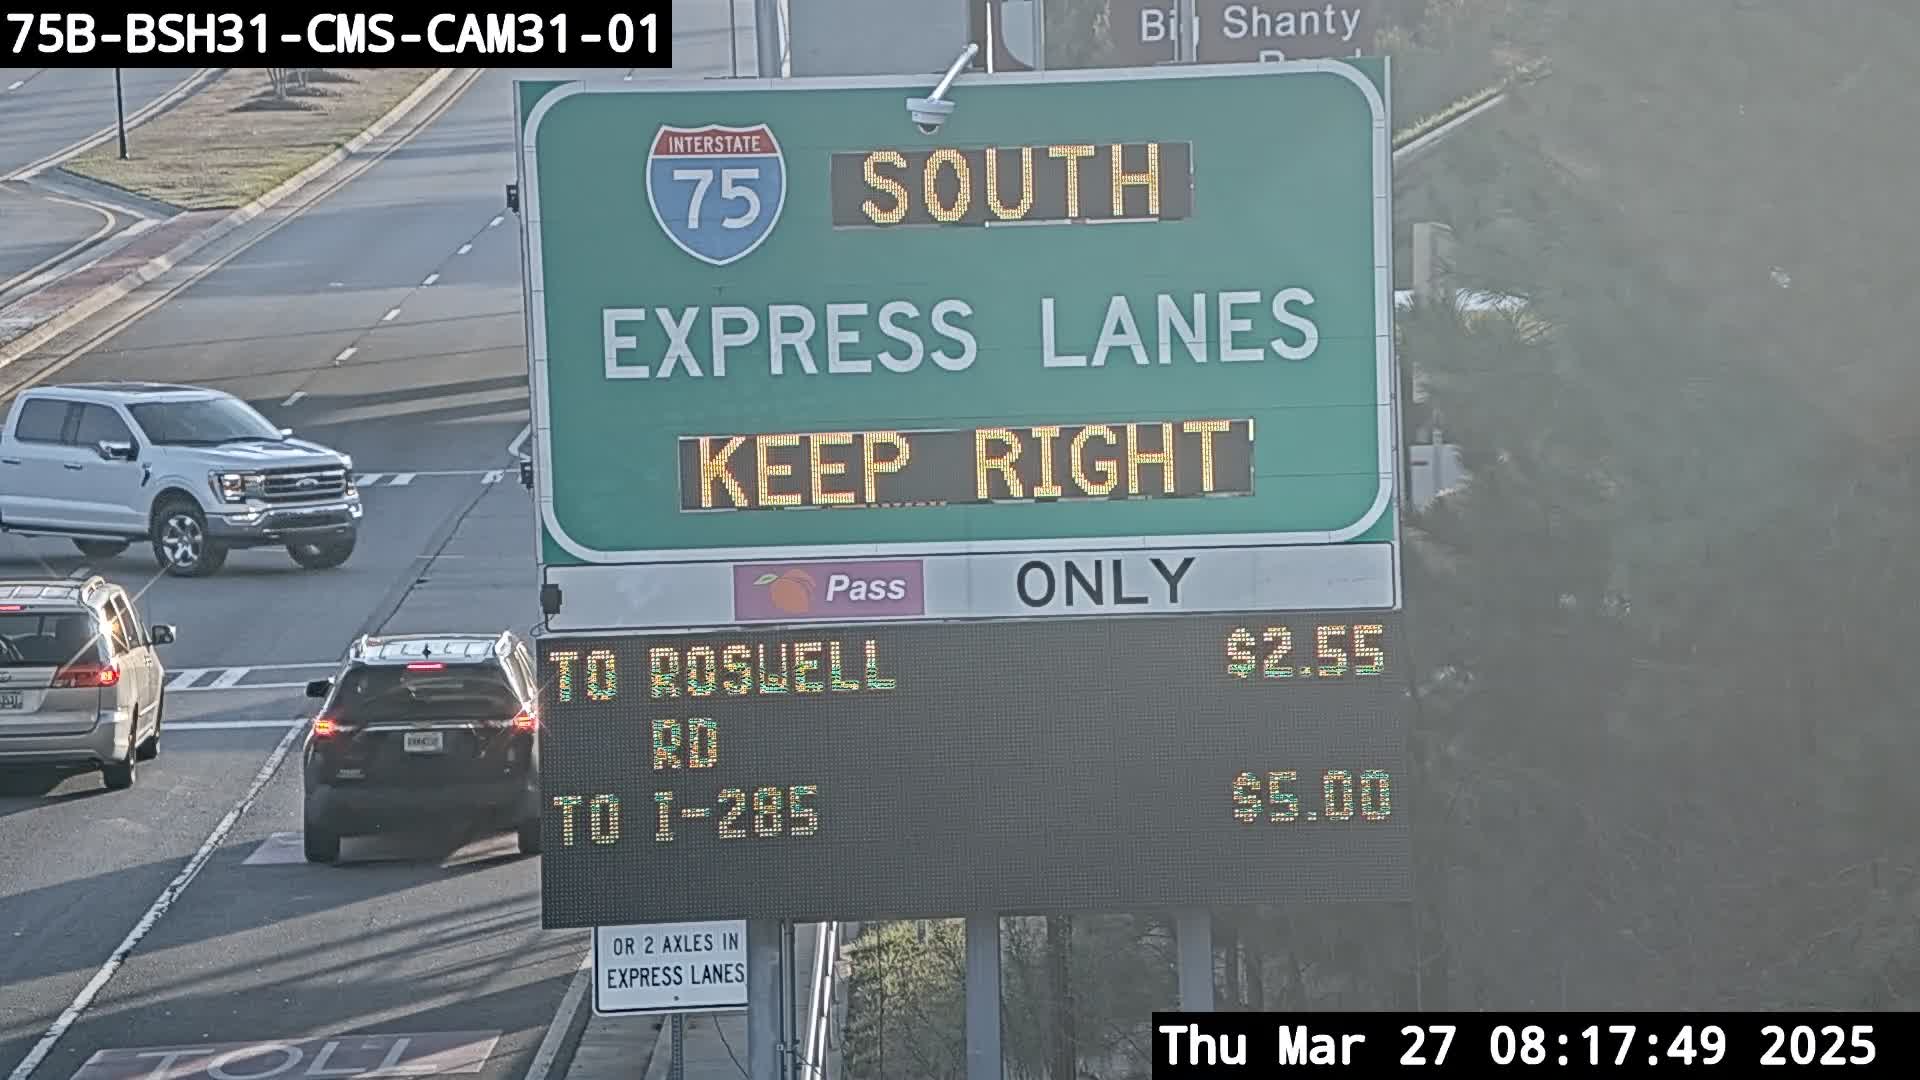 75B-BSH31-CMS-CAM31-01
Big Shanty
INTERSTATE
75
SOUTH
EXPRESS LANES
KEEP RIGHT
Pass ONLY
TO ROSWELL $2.55
RD
TO I-285 $5.00
OR 2 AXLES IN
EXPRESS LANES
TOLL
Thu Mar 27 08:17:49 2025